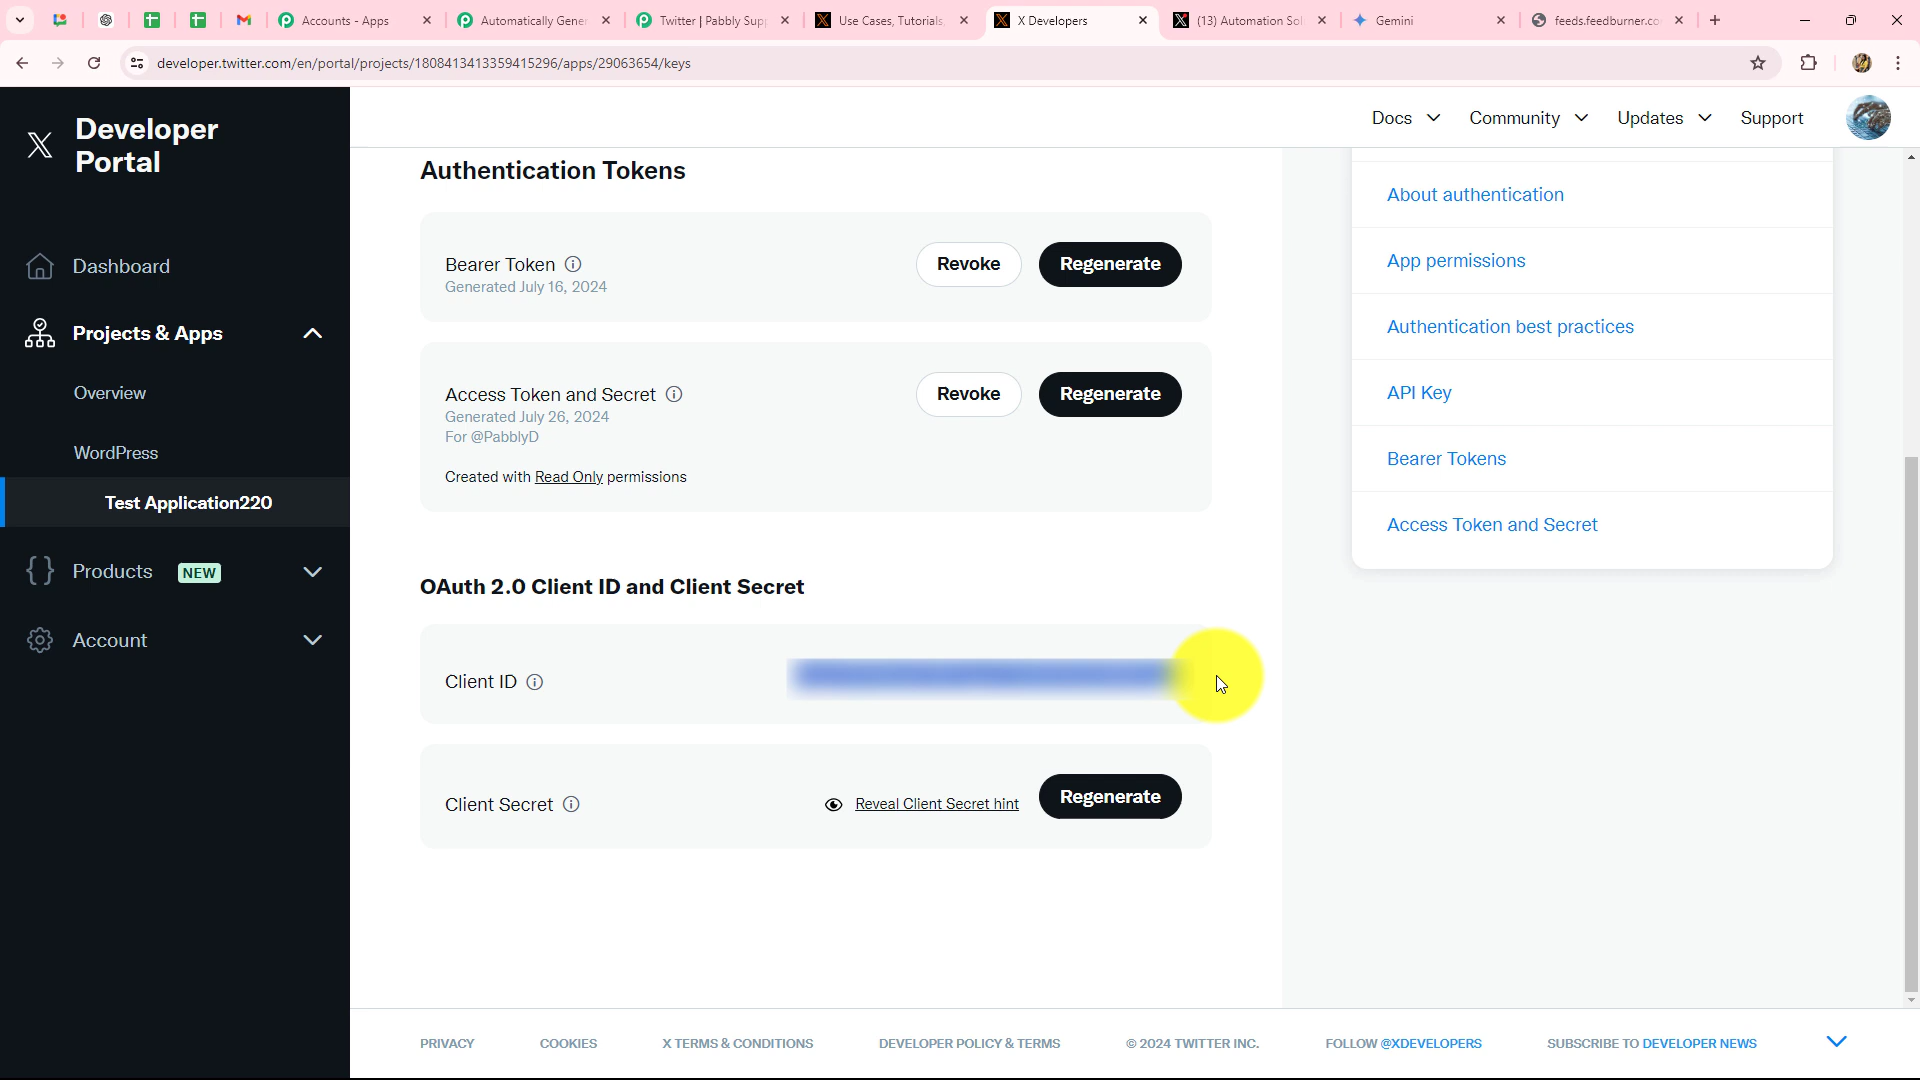 Accounts - Apps
Automatically Gene
Twitter | Pabbly Sup
Use Cases, Tutorials,
X Developers
(13) Automation Sol
Gemini
feeds.feedburner.co
developer.twitter.com/en/portal/projects/1808413413359415296/apps/29063654/keys
Developer
Portal
Docs
Community
Updates
Support
Dashboard
Projects & Apps
Overview
WordPress
Test Application220
Products NEW
Account
Authentication Tokens
Bearer Token
Generated July 16, 2024
Revoke
Regenerate
Access Token and Secret
Generated July 26, 2024
For @PabblyD
Created with Read Only permissions
Revoke
Regenerate
OAuth 2.0 Client ID and Client Secret
Client ID
Client Secret
Reveal Client Secret hint
Regenerate
About authentication
App permissions
Authentication best practices
API Key
Bearer Tokens
Access Token and Secret
PRIVACY
COOKIES
X TERMS & CONDITIONS
DEVELOPER POLICY & TERMS
© 2024 TWITTER INC.
FOLLOW @XDEVELOPERS
SUBSCRIBE TO DEVELOPER NEWS